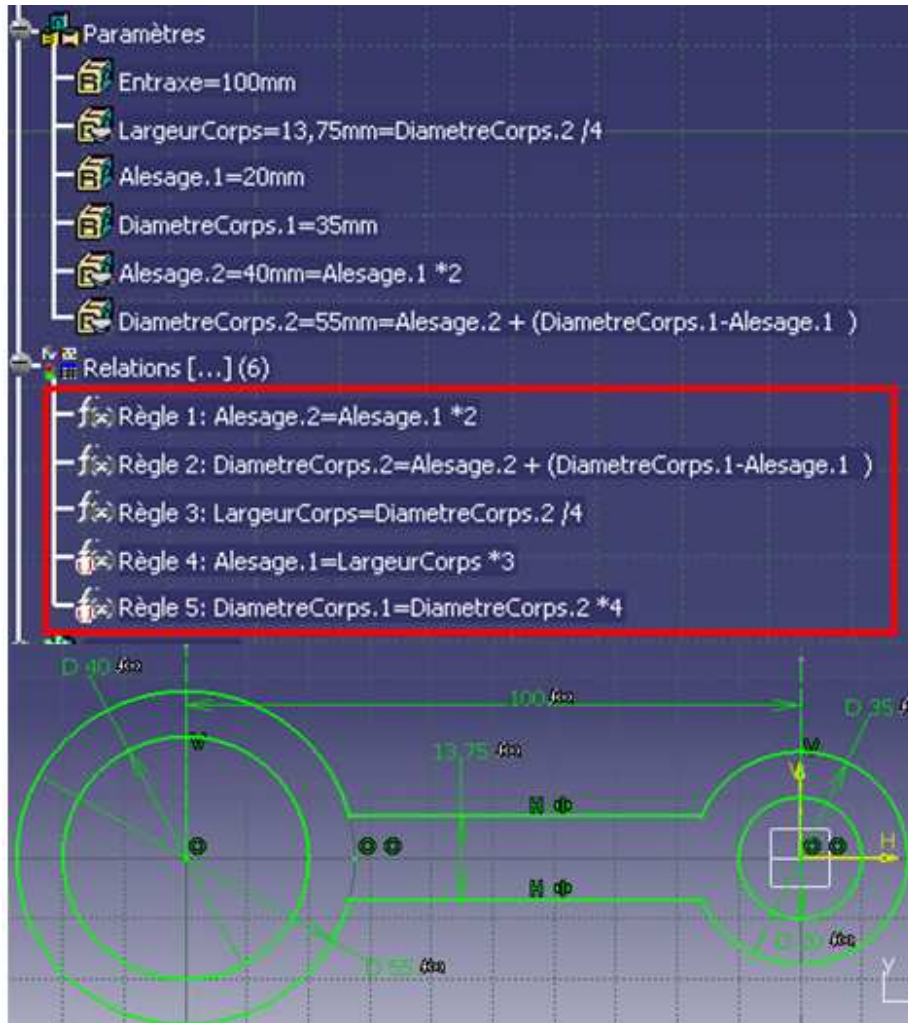 Paramètres
Entraxe=100mm
LargeurCorps=13,75mm=DiametreCorps.2 /4
Alesage.1=20mm
DiametreCorps.1=35mm
Alesage.2=40mm=Alesage.1 *2
DiametreCorps.2=55mm=Alesage.2 + (DiametreCorps.1-Alesage.1 )
Relations [...] (6)
f(x) Règle 1: Alesage.2=Alesage.1 *2
f(x) Règle 2: DiametreCorps.2=Alesage.2 + (DiametreCorps.1-Alesage.1 )
f(x) Règle 3: LargeurCorps=DiametreCorps.2 /4
f(x) Règle 4: Alesage.1=LargeurCorps *3
f(x) Règle 5: DiametreCorps.1=DiametreCorps.2 *4
D 40 f(x)
100 f(x)
D 35
V
V
13,75 f(x)
V
H
H
H
D 20 f(x)
D 55 f(x)
y